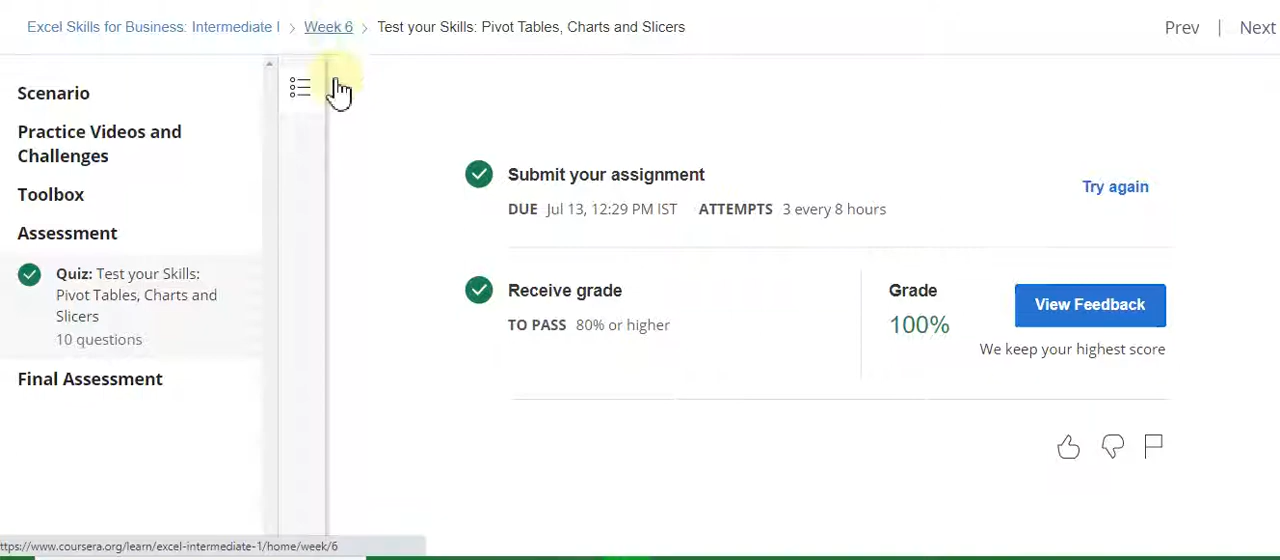 Excel Skills for Business: Intermediate I > Week 6 > Test your Skills: Pivot Tables, Charts and Slicers
Prev | Next
Scenario
Practice Videos and
Challenges
Toolbox
Assessment
Quiz: Test your Skills:
Pivot Tables, Charts and
Slicers
10 questions
Final Assessment
Submit your assignment
DUE Jul 13, 12:29 PM IST ATTEMPTS 3 every 8 hours
Try again
Receive grade
TO PASS 80% or higher
Grade
100%
View Feedback
We keep your highest score
ttps://www.coursera.org/learn/excel-intermediate-1/home/week/6